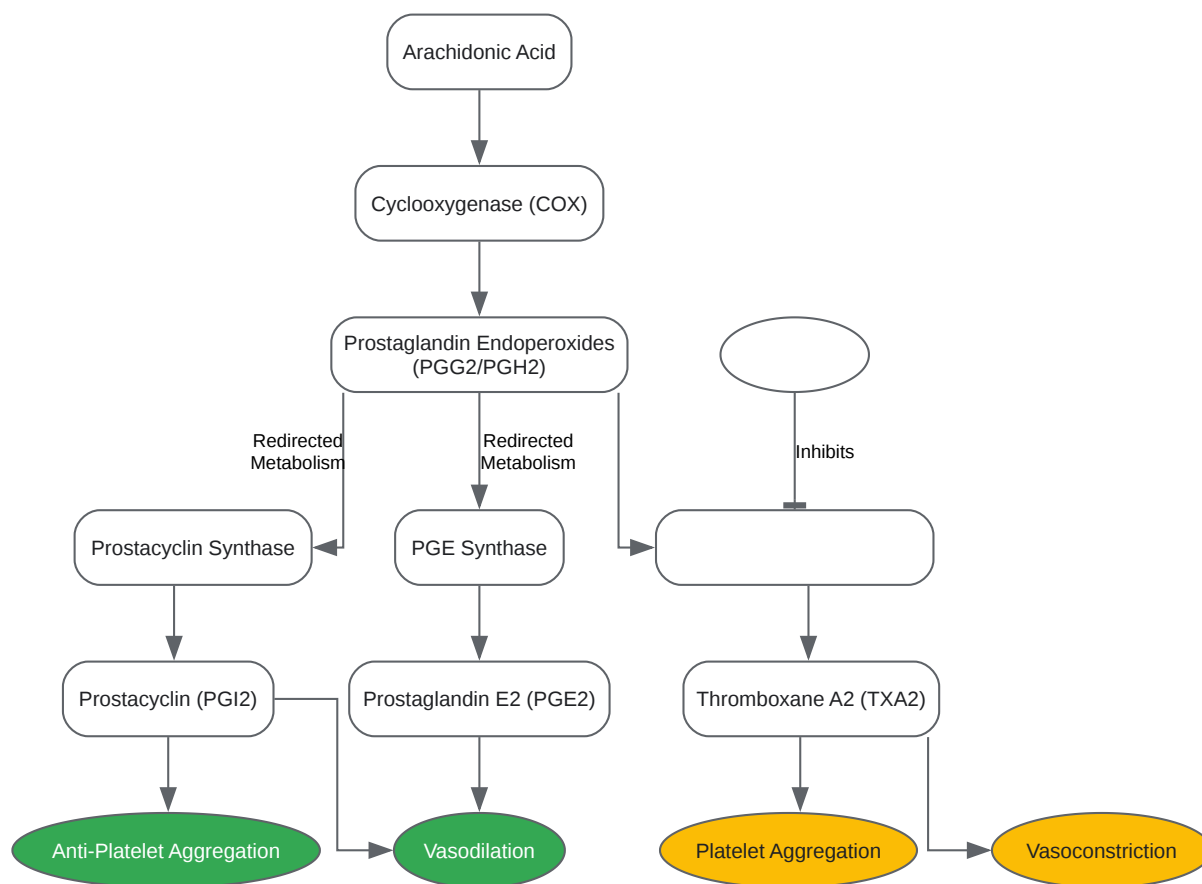 Arachidonic Acid
Cyclooxygenase (COX)
Prostaglandin Endoperoxides
(PGG2/PGH2)
Redirected
Metabolism
Redirected
Metabolism
Inhibits
Prostacyclin Synthase
PGE Synthase
Prostacyclin (PGI2)
Prostaglandin E2 (PGE2)
Thromboxane A2 (TXA2)
Anti-Platelet Aggregation
Vasodilation
Platelet Aggregation
Vasoconstriction